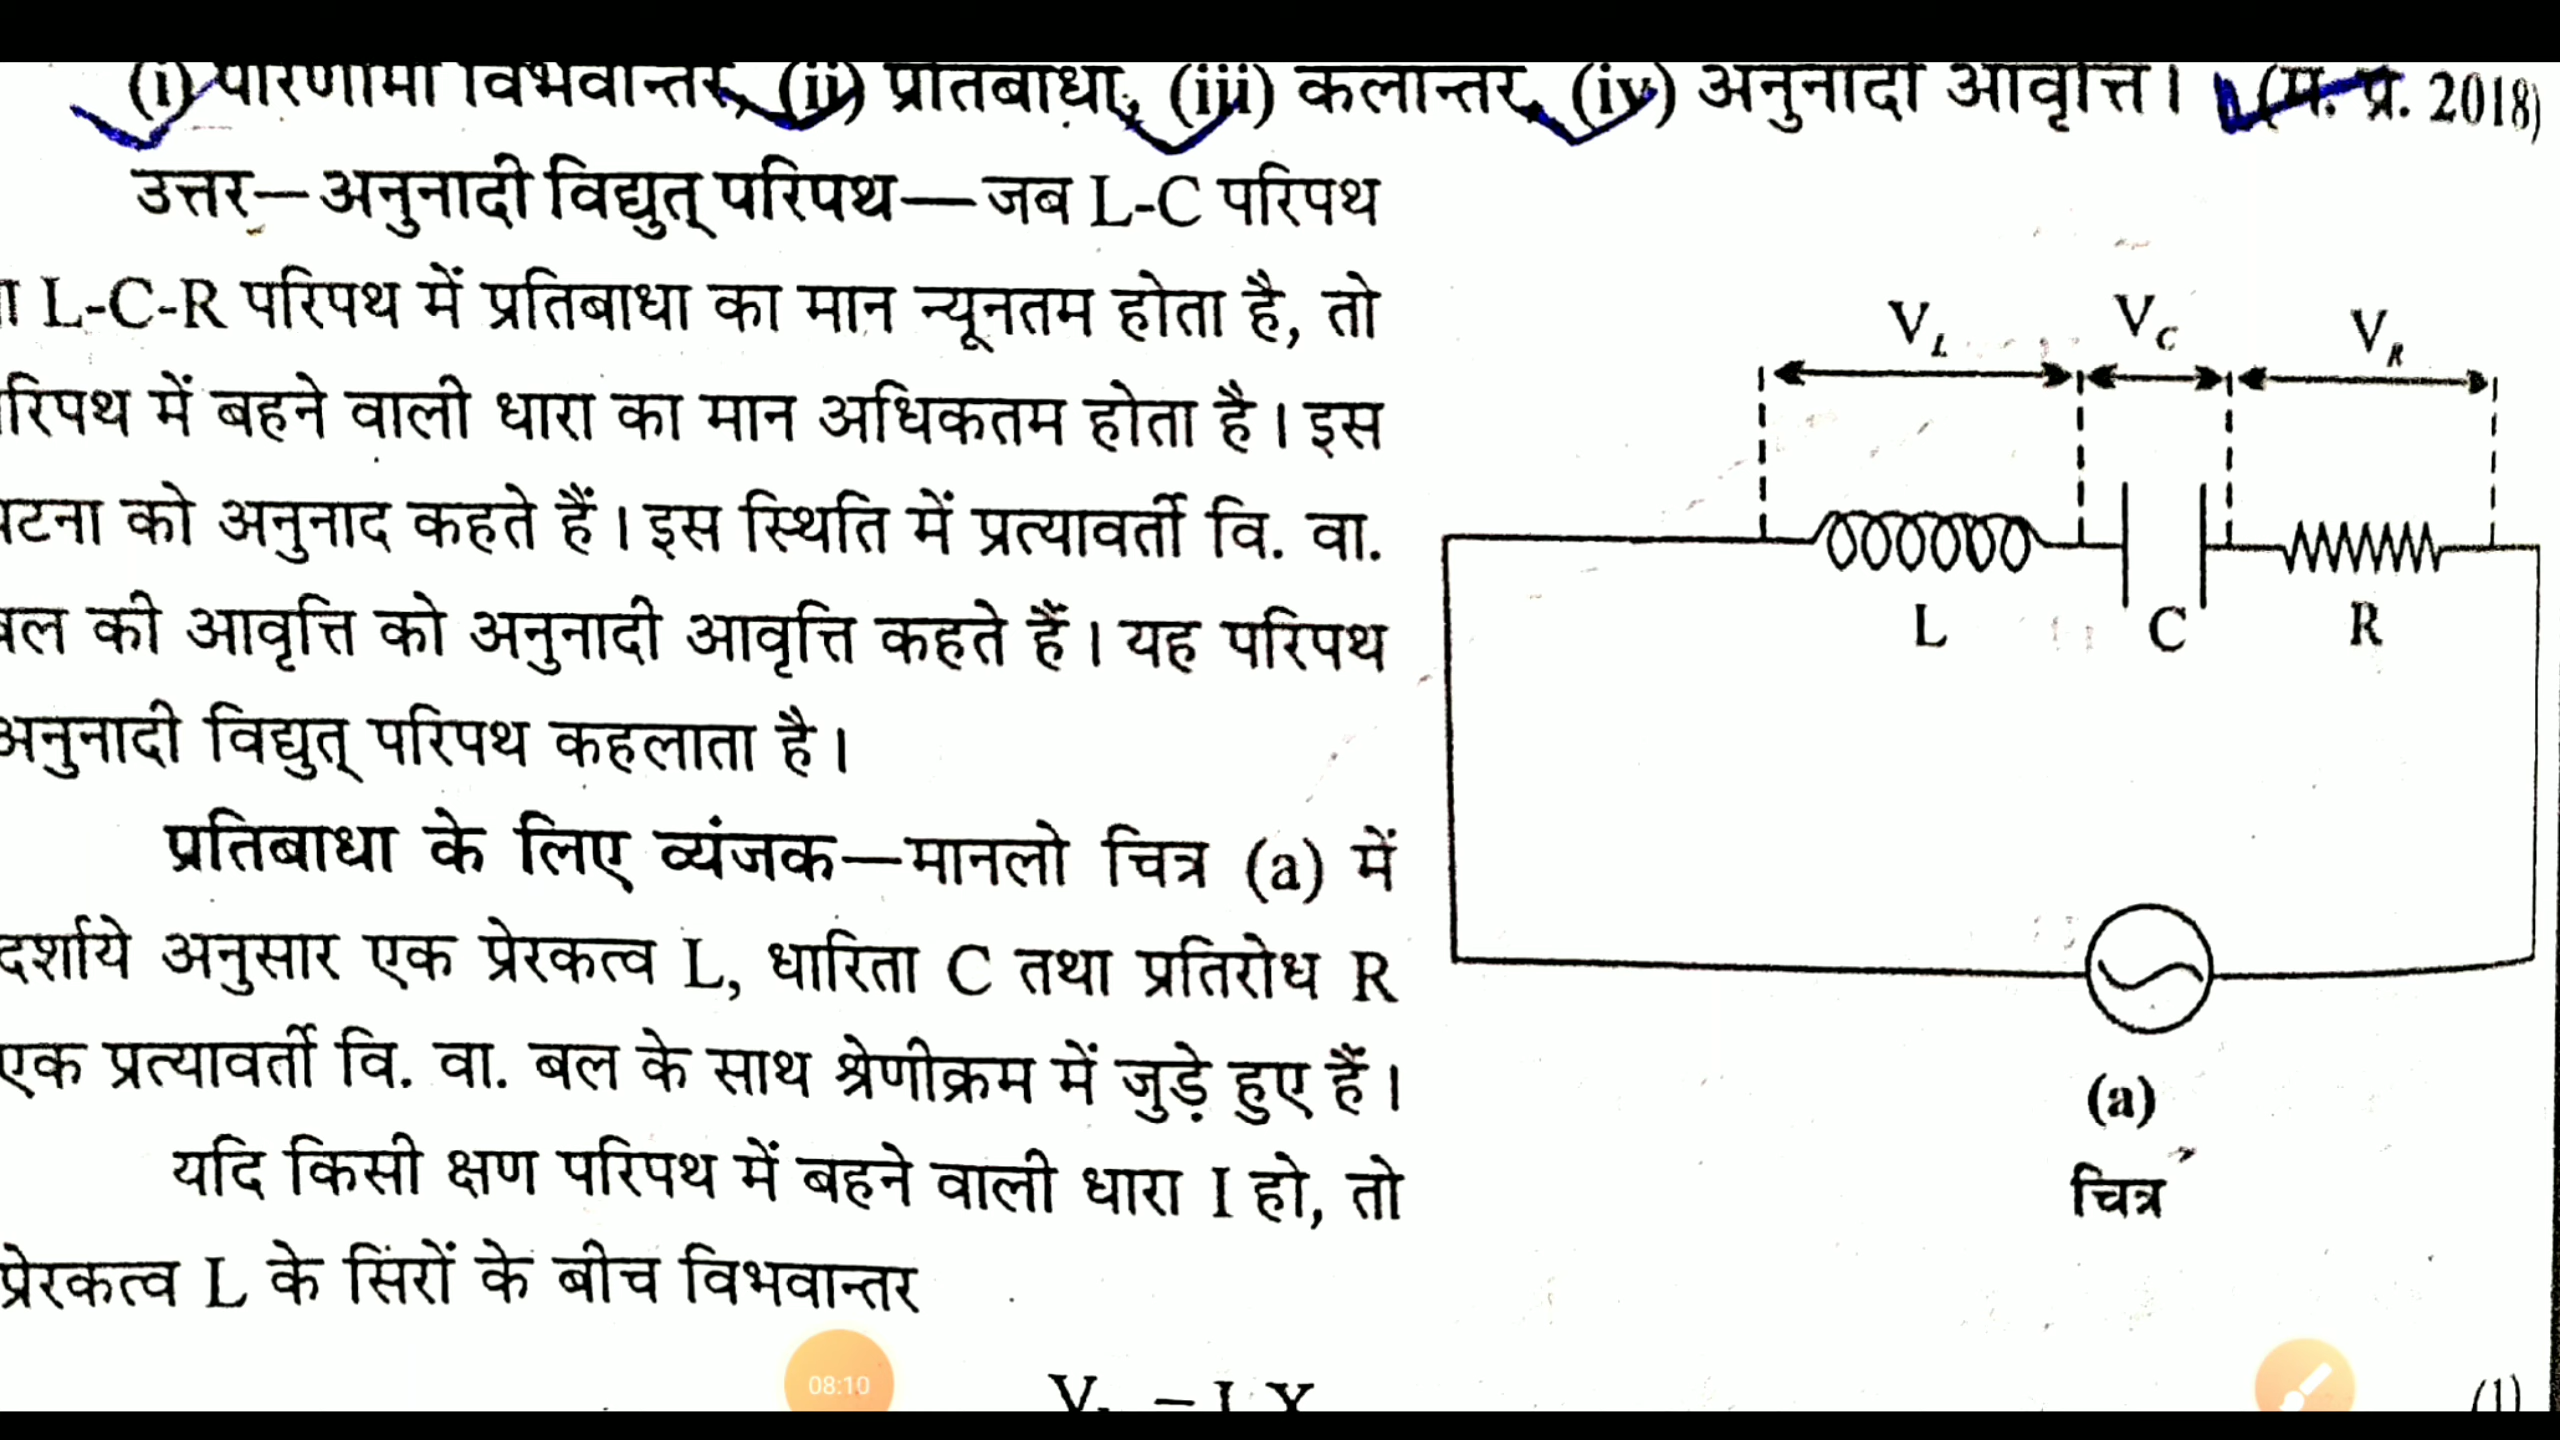 (i) परिणामी विभवान्तर, (ii) प्रतिबाधा, (iii) कलान्तर, (iv) अनुनादी आवृत्ति। (म. प्र. 2018)
उत्तर—अनुनादी विद्युत् परिपथ—जब L-C परिपथ
L-C-R परिपथ में प्रतिबाधा का मान न्यूनतम होता है, तो
रिपथ में बहने वाली धारा का मान अधिकतम होता है। इस
टना को अनुनाद कहते हैं। इस स्थिति में प्रत्यावर्ती वि. वा.
बल की आवृत्ति को अनुनादी आवृत्ति कहते हैं। यह परिपथ
अनुनादी विद्युत् परिपथ कहलाता है।
प्रतिबाधा के लिए व्यंजक—मानलो चित्र (a) में
दर्शाये अनुसार एक प्रेरकत्व L, धारिता C तथा प्रतिरोध R
एक प्रत्यावर्ती वि. वा. बल के साथ श्रेणीक्रम में जुड़े हुए हैं।
यदि किसी क्षण परिपथ में बहने वाली धारा I हो, तो
प्रेरकत्व L के सिरों के बीच विभवान्तर
(1)
V_L V_C V_R
L C R
(a)
चित्र
08:10